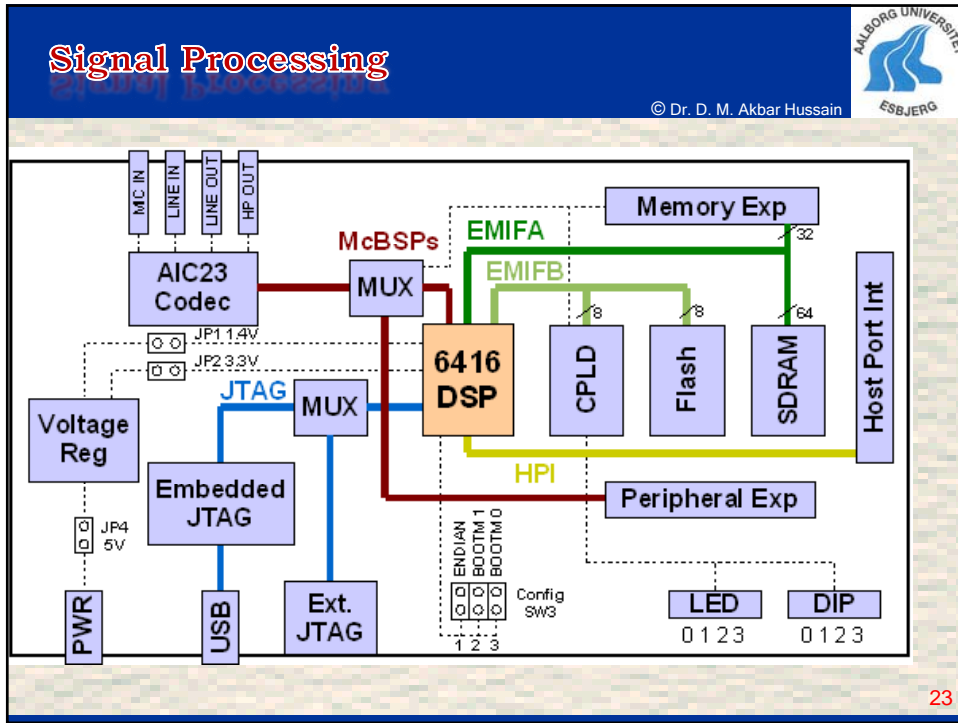 Signal Processing
© Dr. D. M. Akbar Hussain
AALBORG UNIVERSITET
ESBJERG
MIC IN
LINE IN
LINE OUT
HP OUT
AIC23
Codec
McBSPs
MUX
EMIFA
EMIFB
Memory Exp
32
8
8
64
JP1 1.4V
JP2 3.3V
6416
DSP
CPLD
Flash
SDRAM
Host Port Int
JTAG
MUX
Voltage
Reg
HPI
Embedded
JTAG
Peripheral Exp
JP4
5V
ENDIAN
BOOTM 1
BOOTM 0
Config
SW3
1 2 3
PWR
USB
Ext.
JTAG
LED
0 1 2 3
DIP
0 1 2 3
23